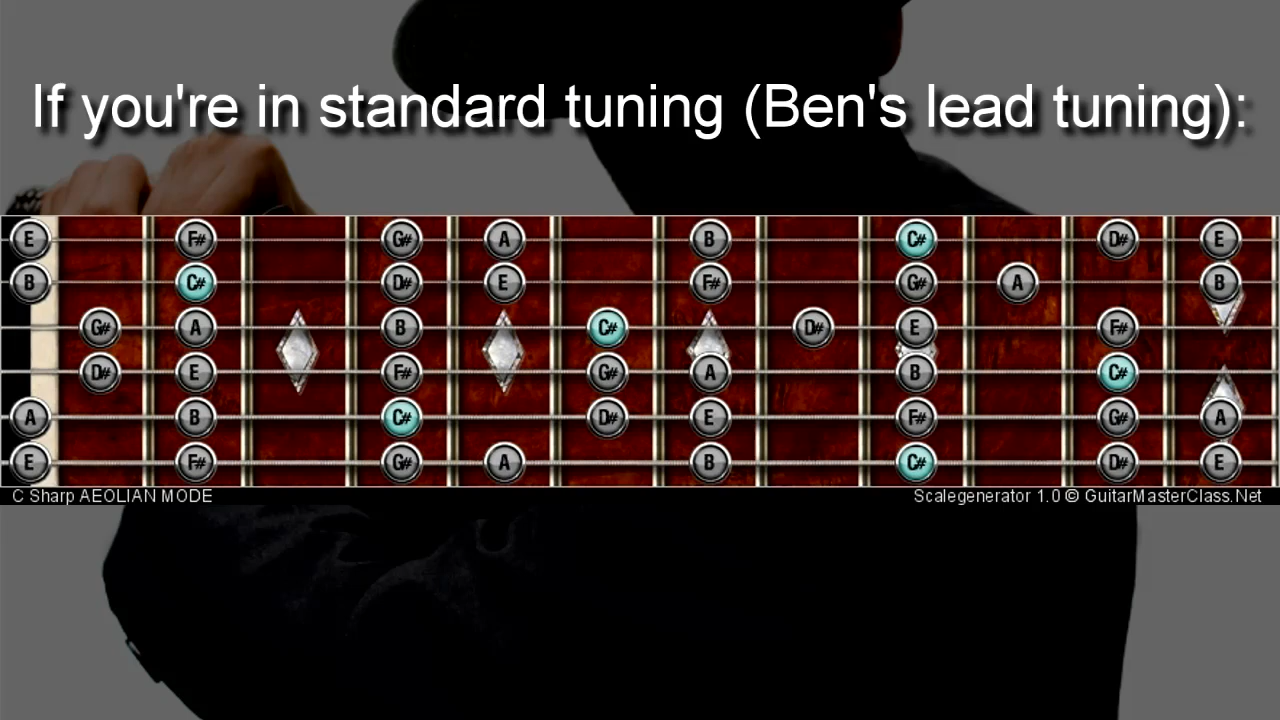 If you're in standard tuning (Ben's lead tuning):
E F# G# A B C# D# E
B C# D# E F# G# A B
G# A B C# D# E F#
D# E F# G# A B C#
A B C# D# E F# G# A
E F# G# A B C# D# E
C Sharp AEOLIAN MODE Scalegenerator 1.0 © GuitarMasterClass.Net